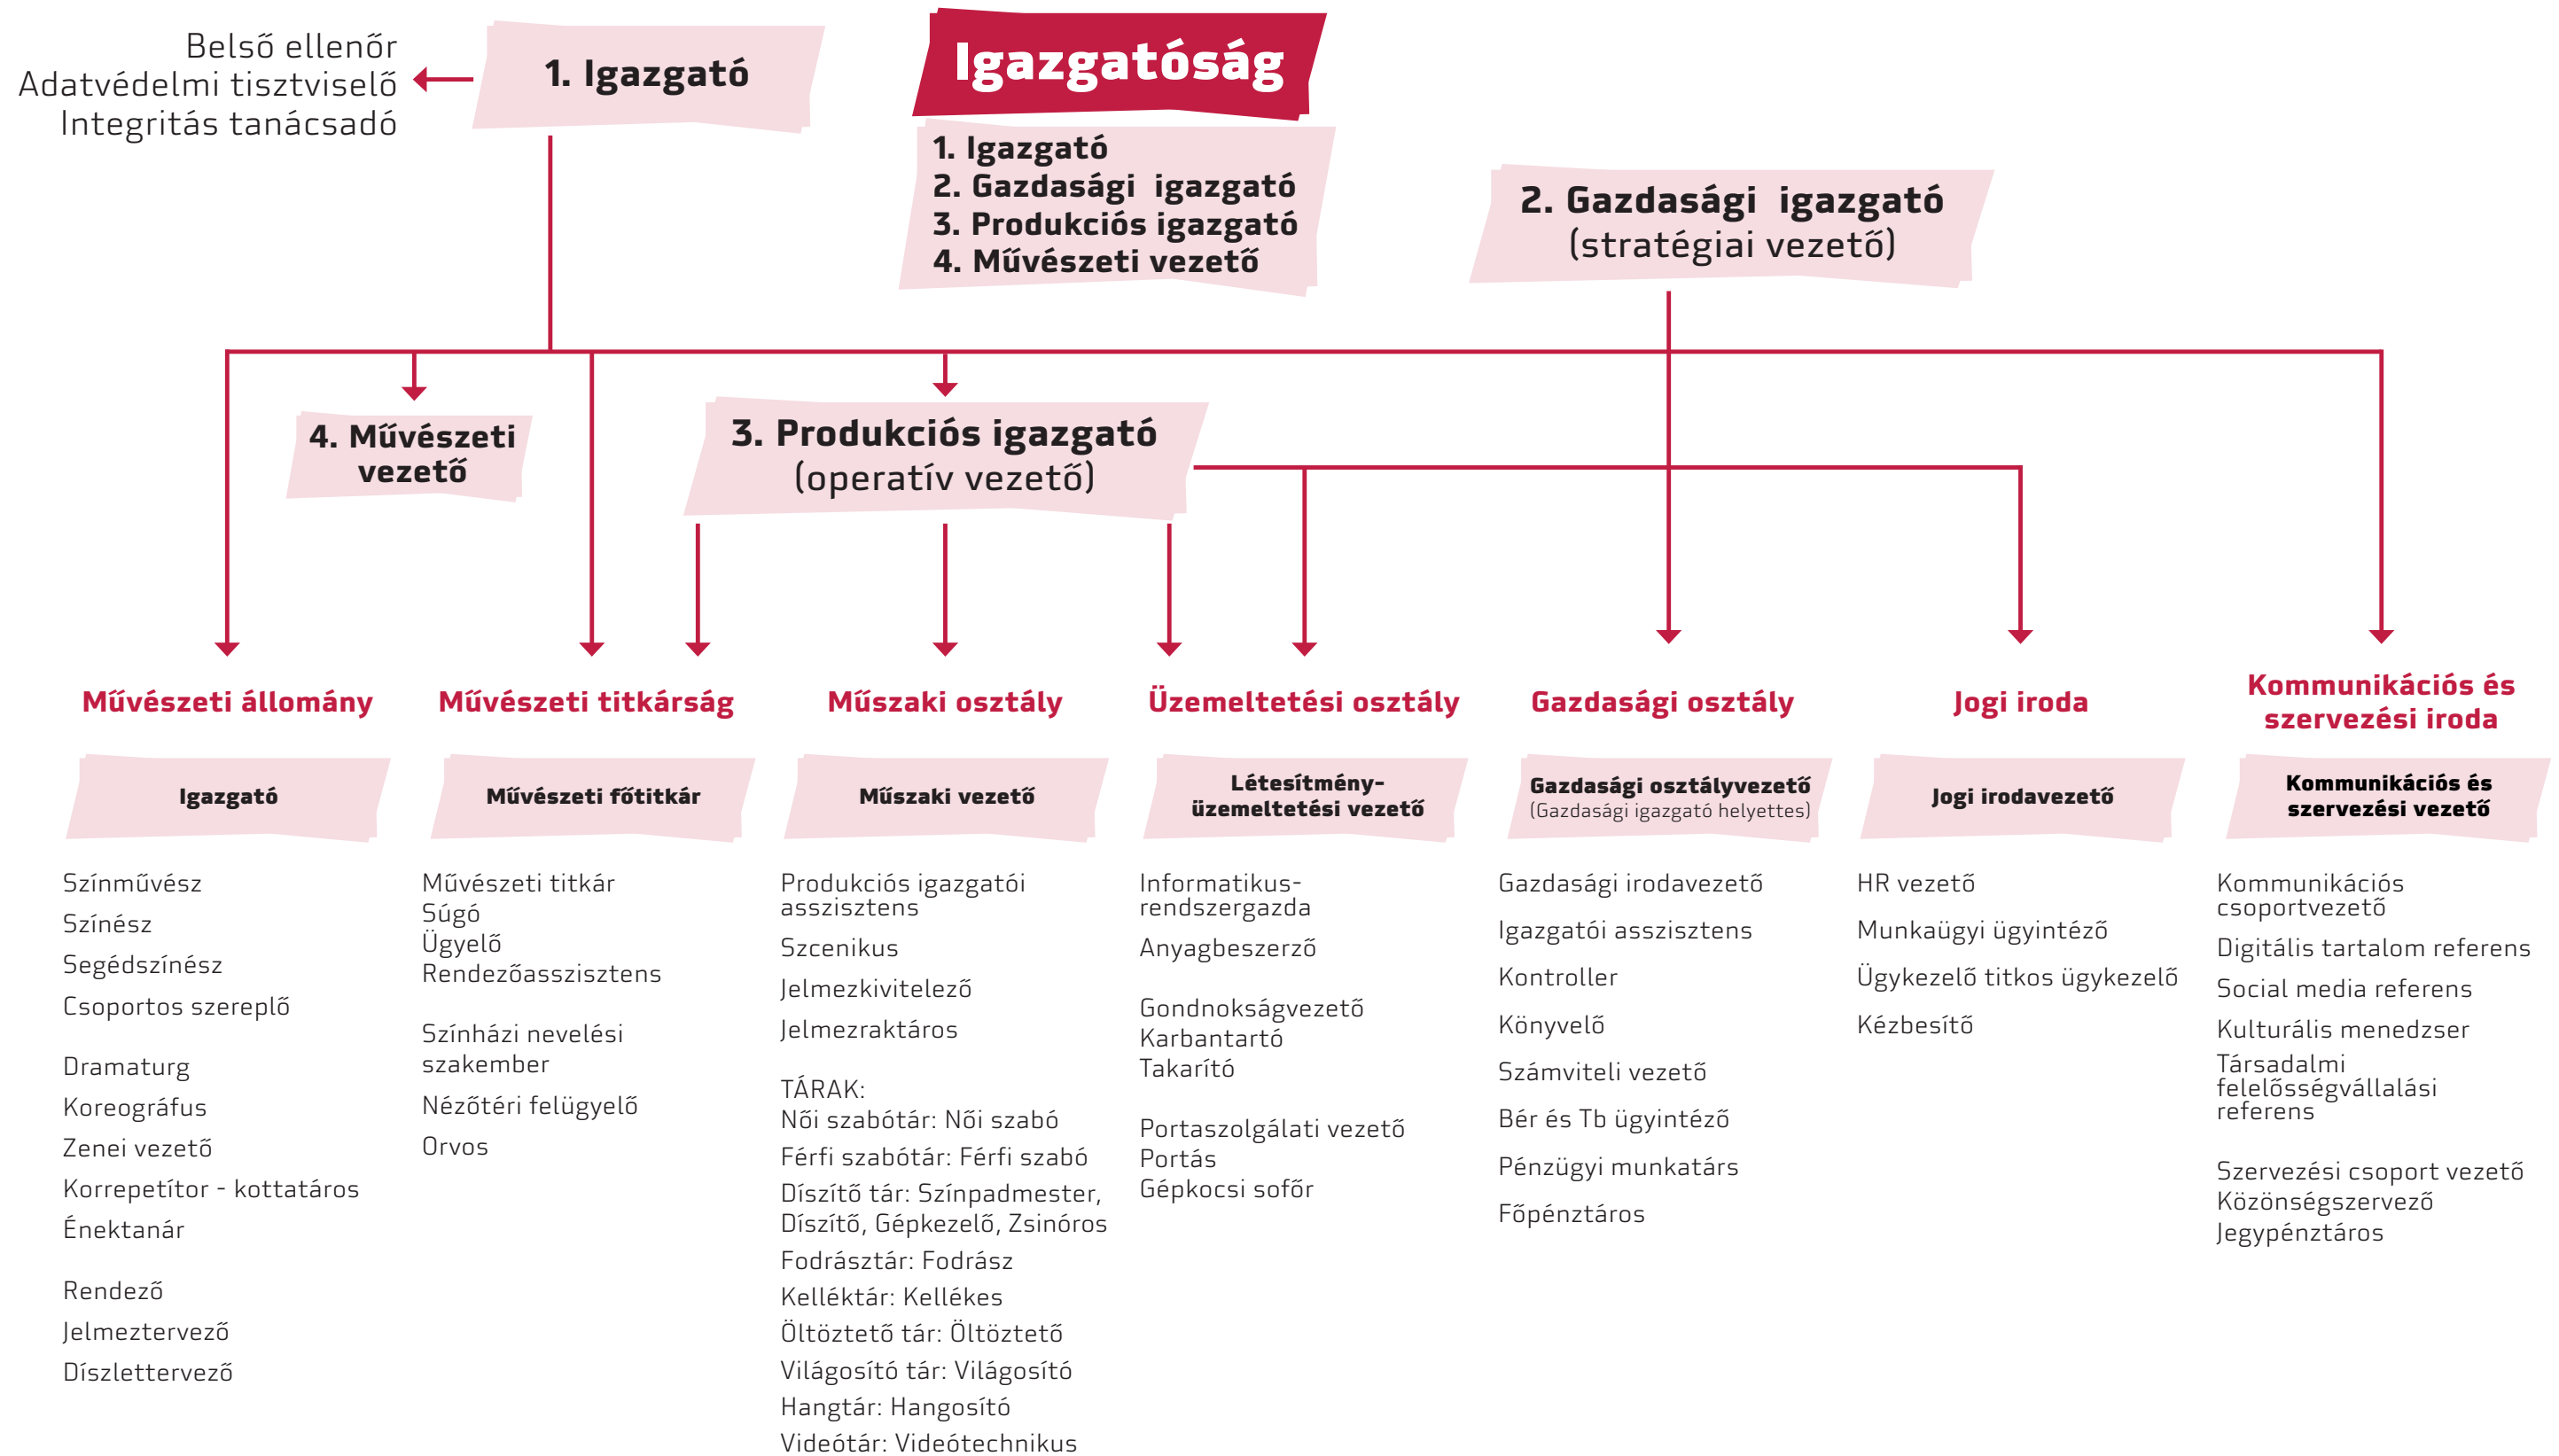 Belső ellenőr
Adatvédelmi tisztviselő
Integritás tanácsadó
1. Igazgató
Igazgatóság
1. Igazgató
2. Gazdasági igazgató
3. Produkciós igazgató
4. Művészeti vezető
2. Gazdasági igazgató
(stratégiai vezető)
4. Művészeti
vezető
3. Produkciós igazgató
(operatív vezető)
Művészeti állomány
Igazgató
Színművész
Színész
Segédszínész
Csoportos szereplő
Dramaturg
Koreográfus
Zenei vezető
Korrepetítor - kottatáros
Énektanár
Rendező
Jelmeztervező
Díszlettervező
Művészeti titkárság
Művészeti főtitkár
Művészeti titkár
Súgó
Ügyelő
Rendezőasszisztens
Színházi nevelési
szakember
Nézőtéri felügyelő
Orvos
Műszaki osztály
Műszaki vezető
Produkciós igazgatói
asszisztens
Szcenikus
Jelmezkivitelező
Jelmezraktáros
TÁRAK:
Női szabótár: Női szabó
Férfi szabótár: Férfi szabó
Díszítő tár: Színpadmester,
Díszítő, Gépkezelő, Zsinóros
Fodrásztár: Fodrász
Kelléktár: Kellékes
Öltöztető tár: Öltöztető
Világosító tár: Világosító
Hangtár: Hangosító
Videótár: Videótechnikus
Üzemeltetési osztály
Létesítmény-
üzemeltetési vezető
Informatikus-
rendszergazda
Anyagbeszerző
Gondnokságvezető
Karbantartó
Takarító
Portaszolgálati vezető
Portás
Gépkocsi sofőr
Gazdasági osztály
Gazdasági osztályvezető
(Gazdasági igazgató helyettes)
Gazdasági irodavezető
Igazgatói asszisztens
Kontroller
Könyvelő
Számviteli vezető
Bér és Tb ügyintéző
Pénzügyi munkatárs
Főpénztáros
Jogi iroda
Jogi irodavezető
HR vezető
Munkaügyi ügyintéző
Ügykezelő titkos ügykezelő
Kézbesítő
Kommunikációs és
szervezési iroda
Kommunikációs és
szervezési vezető
Kommunikációs
csoportvezető
Digitális tartalom referens
Social media referens
Kulturális menedzser
Társadalmi
felelősségvállalási
referens
Szervezési csoport vezető
Közönségszervező
Jegypénztáros